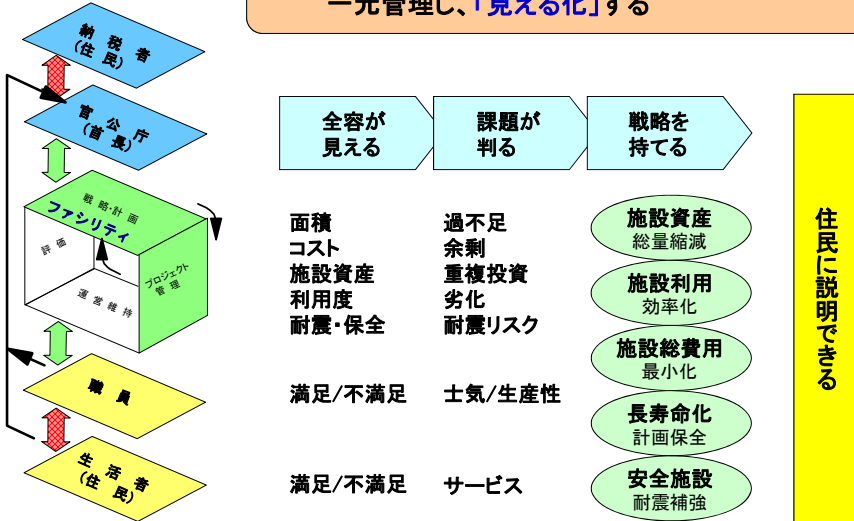 一元管理し、「見える化」する
納税者
(住民)
官公庁
(首長)
戦略・計画
ファシリティ
評価
プロジェクト
管理
運営維持
職員
生活者
(住民)
全容が
見える
課題が
判る
戦略を
持てる
面積
コスト
施設資産
利用度
耐震・保全
過不足
余剰
重複投資
劣化
耐震リスク
満足/不満足
士気/生産性
満足/不満足
サービス
施設資産
総量縮減
施設利用
効率化
施設総費用
最小化
長寿命化
計画保全
安全施設
耐震補強
住民に説明できる